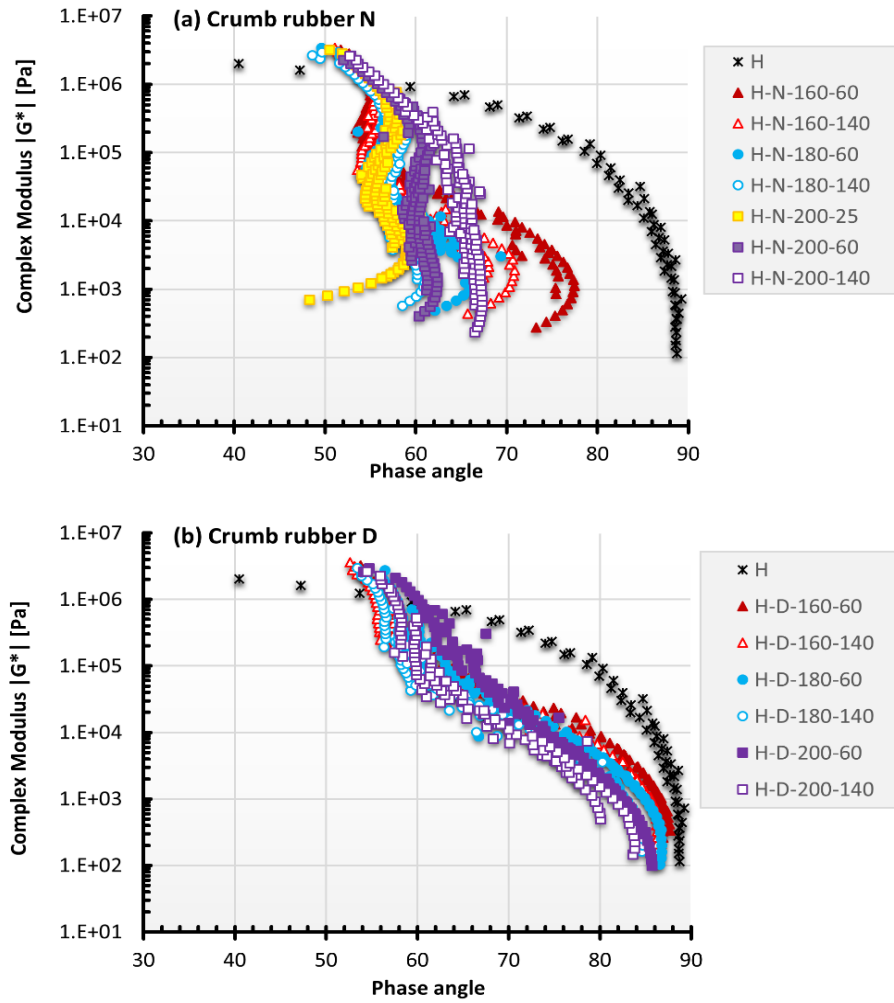 (a) Crumb rubber N
Complex Modulus |G*| [Pa]
1.E+07
1.E+06
1.E+05
1.E+04
1.E+03
1.E+02
1.E+01
30 40 50 60 70 80 90
Phase angle
H
H-N-160-60
H-N-160-140
H-N-180-60
H-N-180-140
H-N-200-25
H-N-200-60
H-N-200-140
(b) Crumb rubber D
Complex Modulus |G*| [Pa]
1.E+07
1.E+06
1.E+05
1.E+04
1.E+03
1.E+02
1.E+01
30 40 50 60 70 80 90
Phase angle
H
H-D-160-60
H-D-160-140
H-D-180-60
H-D-180-140
H-D-200-60
H-D-200-140